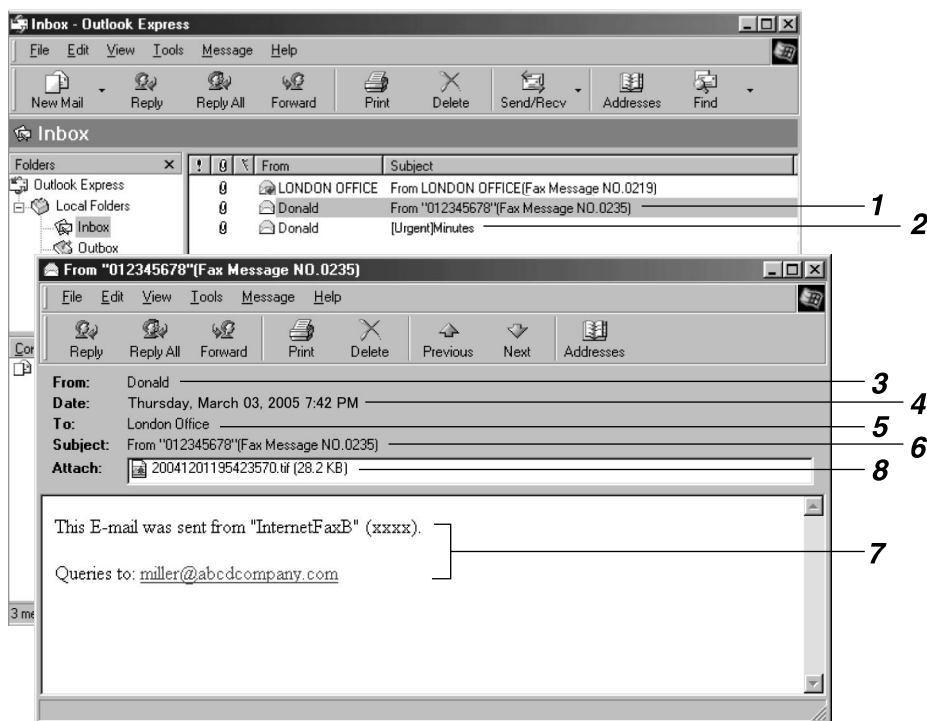 Inbox - Outlook Express
File Edit View Tools Message Help
New Mail Reply Reply All Forward Print Delete Send/Recv Addresses Find
Inbox
Folders × ! From Subject
Outlook Express LONDON OFFICE From LONDON OFFICE(Fax Message NO.0219)
Local Folders Donald From "012345678"(Fax Message NO.0235) 1
Inbox Donald [Urgent]Minutes 2
Outbox
From "012345678"(Fax Message NO.0235)
File Edit View Tools Message Help
Con Reply Reply All Forward Print Delete Previous Next Addresses
From: Donald 3
Date: Thursday, March 03, 2005 7:42 PM 4
To: London Office 5
Subject: From "012345678"(Fax Message NO.0235) 6
Attach: 20041201195423570.tif (28.2 KB) 8
This E-mail was sent from "InternetFaxB" (xxxx).
7
Queries to: miller@abcdcompany.com
3 me